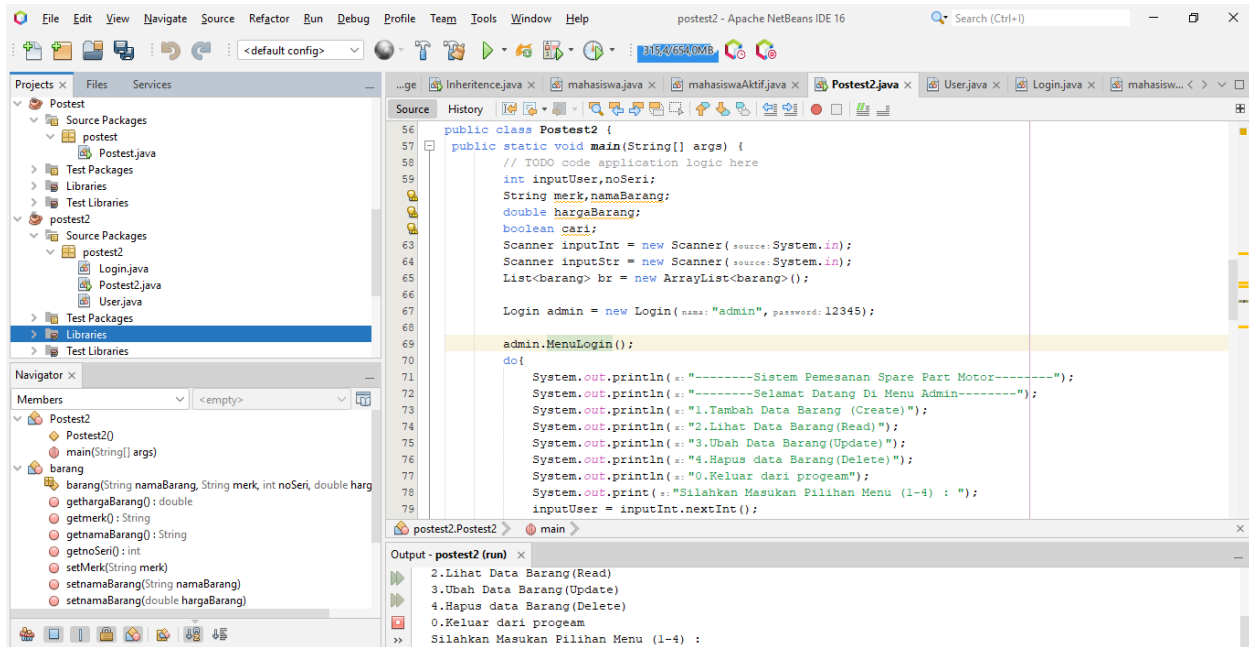 File Edit View Navigate Source Refactor Run Debug Profile Team Tools Window Help postest2 - Apache NetBeans IDE 16 Search (Ctrl+I)
<default config> 315,4/654,0MB
Projects Files Services
Postest
Source Packages
postest
Postest.java
Test Packages
Libraries
Test Libraries
postest2
Source Packages
postest2
Login.java
Postest2.java
User.java
Test Packages
Libraries
Test Libraries
Navigator
Members <empty>
Postest2
Postest2()
main(String[] args)
barang
barang(String namaBarang, String merk, int noSeri, double harg
gethargaBarang() : double
getmerk() : String
getnamaBarang() : String
getnoSeri() : int
setMerk(String merk)
setnamaBarang(String namaBarang)
setnamaBarang(double hargaBarang)
...ge Inheritence.java mahasiswa.java mahasiswaAktif.java Postest2.java User.java Login.java mahasisw...
Source History
56 public class Postest2 {
57 public static void main(String[] args) {
58 // TODO code application logic here
59 int inputUser,noSeri;
String merk,namaBarang;
double hargaBarang;
boolean cari;
63 Scanner inputInt = new Scanner( source: System.in);
64 Scanner inputStr = new Scanner( source: System.in);
65 List<barang> br = new ArrayList<barang>();
66
67 Login admin = new Login( nama: "admin", password: 12345);
68
69 admin.MenuLogin();
70 do{
71 System.out.println( x: "--------Sistem Pemesanan Spare Part Motor--------");
72 System.out.println( x: "--------Selamat Datang Di Menu Admin--------");
73 System.out.println( x: "1.Tambah Data Barang (Create)");
74 System.out.println( x: "2.Lihat Data Barang(Read)");
75 System.out.println( x: "3.Ubah Data Barang(Update)");
76 System.out.println( x: "4.Hapus data Barang(Delete)");
77 System.out.println( x: "0.Keluar dari progeam");
78 System.out.print( s: "Silahkan Masukan Pilihan Menu (1-4) : ");
79 inputUser = inputInt.nextInt();
postest2.Postest2 main
Output - postest2 (run)
2.Lihat Data Barang(Read)
3.Ubah Data Barang(Update)
4.Hapus data Barang(Delete)
0.Keluar dari progeam
Silahkan Masukan Pilihan Menu (1-4) :